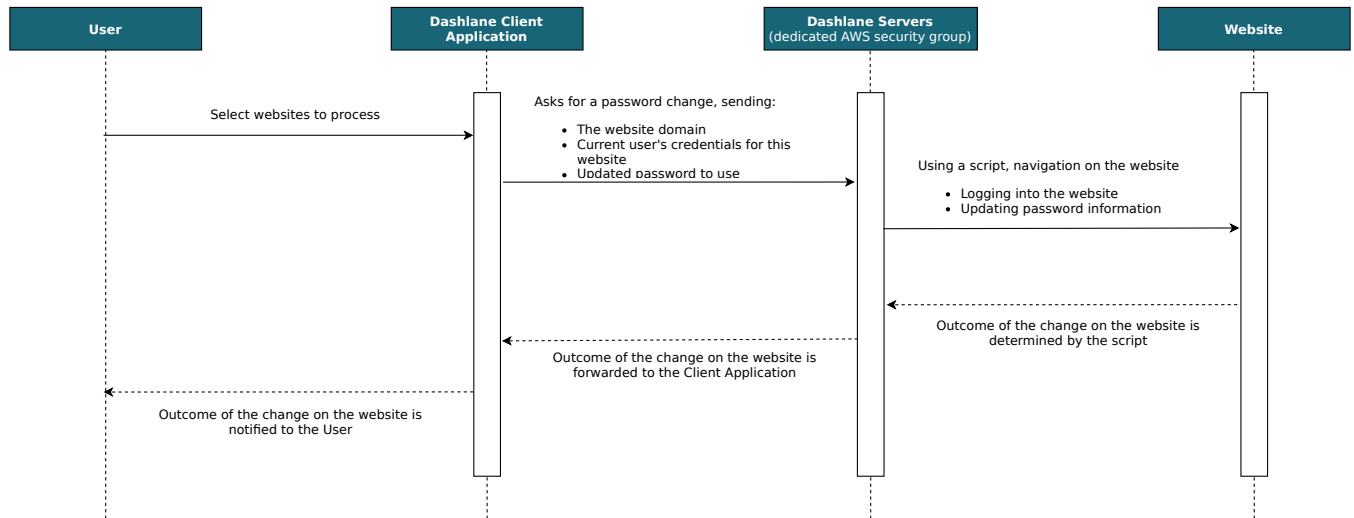 User
Dashlane Client
Application
Dashlane Servers
(dedicated AWS security group)
Website
Select websites to process
Asks for a password change, sending:
• The website domain
• Current user's credentials for this
website
• Updated password to use
Using a script, navigation on the website
• Logging into the website
• Updating password information
Outcome of the change on the website is
determined by the script
Outcome of the change on the website is
forwarded to the Client Application
Outcome of the change on the website is
notified to the User